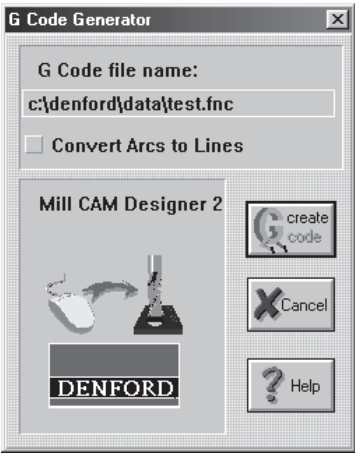 G Code Generator
G Code file name:
c:\denford\data\test.fnc
Convert Arcs to Lines
Mill CAM Designer 2
create
code
Cancel
DENFORD
Help